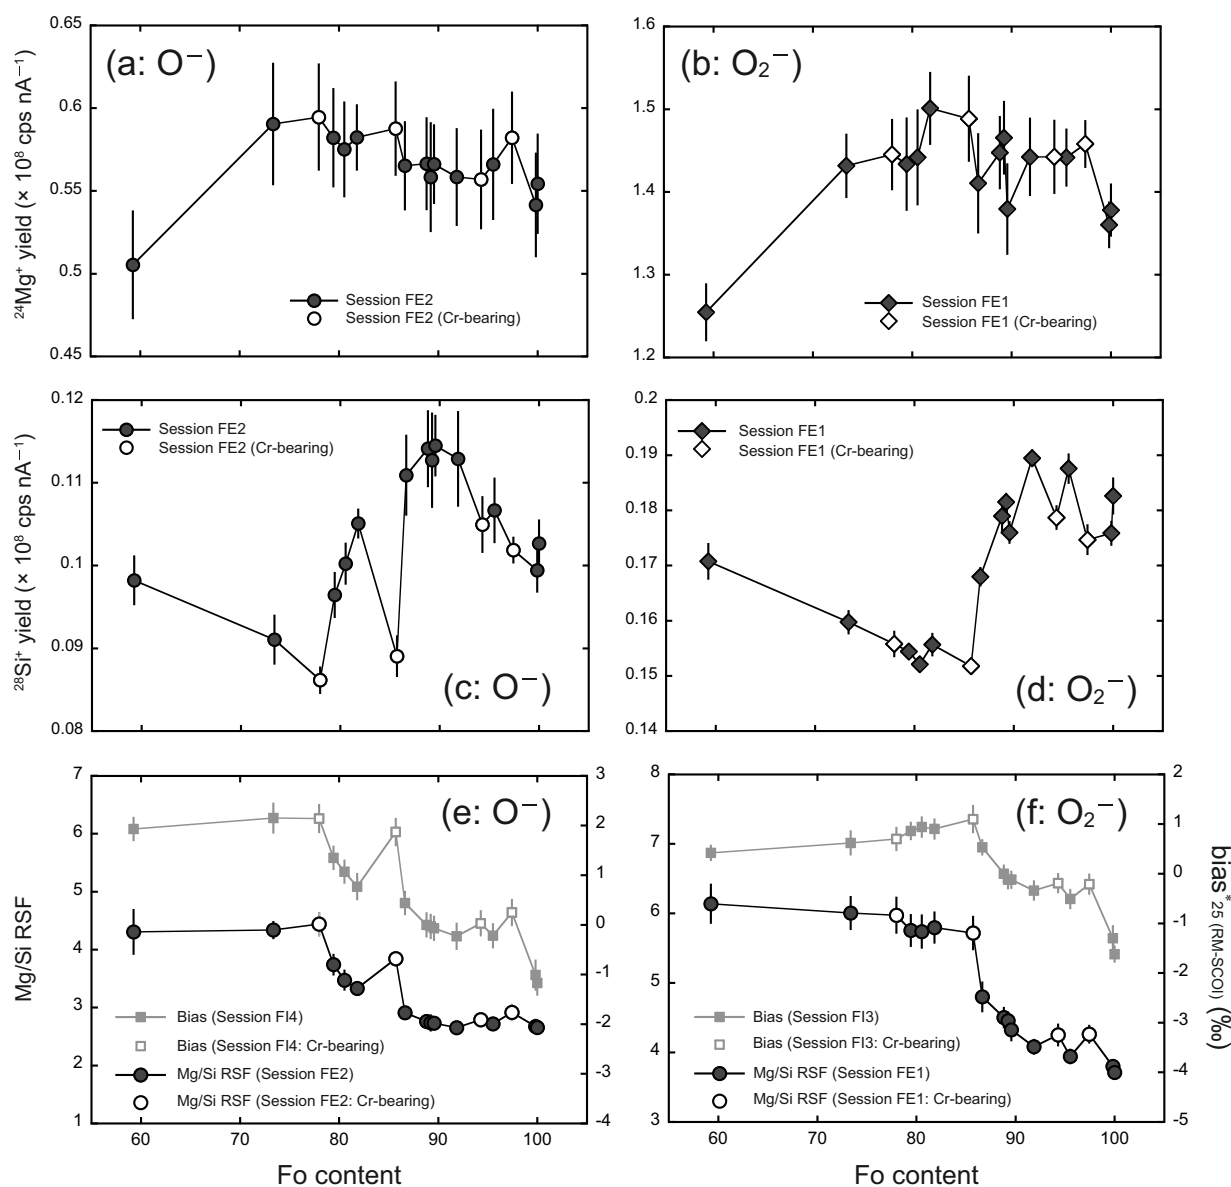 (a: O⁻)
0.65
0.6
0.55
0.5
0.45
²⁴Mg⁺ yield (× 10⁸ cps nA⁻¹)
Session FE2
Session FE2 (Cr-bearing)
(b: O₂⁻)
1.6
1.5
1.4
1.3
1.2
Session FE1
Session FE1 (Cr-bearing)
0.12
0.11
0.1
0.09
0.08
²⁸Si⁺ yield (× 10⁸ cps nA⁻¹)
Session FE2
Session FE2 (Cr-bearing)
(c: O⁻)
0.2
0.19
0.18
0.17
0.16
0.15
0.14
Session FE1
Session FE1 (Cr-bearing)
(d: O₂⁻)
7
6
5
4
3
2
1
Mg/Si RSF
(e: O⁻)
3
2
1
0
-1
-2
-3
-4
Bias (Session FI4)
Bias (Session FI4: Cr-bearing)
Mg/Si RSF (Session FE2)
Mg/Si RSF (Session FE2: Cr-bearing)
60 70 80 90 100
Fo content
8
7
6
5
4
3
(f: O₂⁻)
2
1
0
-1
-2
-3
-4
-5
bias*25 (RM-SCOl) (‰)
Bias (Session FI3)
Bias (Session FI3: Cr-bearing)
Mg/Si RSF (Session FE1)
Mg/Si RSF (Session FE1: Cr-bearing)
60 70 80 90 100
Fo content